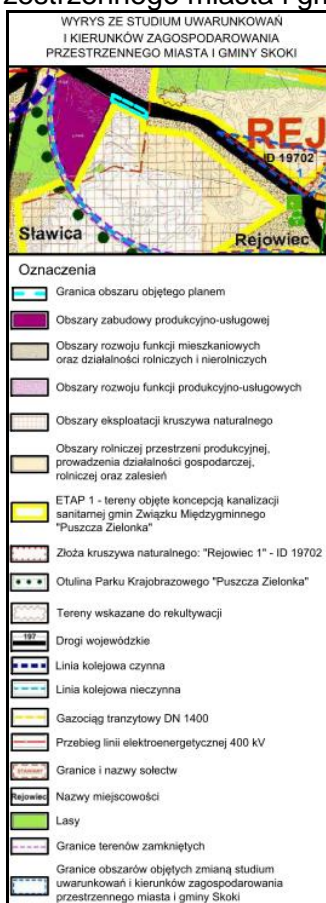 WYRYS ZE STUDIUM UWARUNKOWAŃ
I KIERUNKÓW ZAGOSPODAROWANIA
PRZESTRZENNEGO MIASTA I GMINY SKOKI
REJ
ID 19702
1
Sławica
Rejowiec
Oznaczenia
Granica obszaru objętego planem
Obszary zabudowy produkcyjno-usługowej
Obszary rozwoju funkcji mieszkaniowych
oraz działalności rolniczych i nierolniczych
Obszary rozwoju funkcji produkcyjno-usługowych
Obszary eksploatacji kruszywa naturalnego
Obszary rolniczej przestrzeni produkcyjnej,
prowadzenia działalności gospodarczej,
rolniczej oraz zalesień
ETAP 1 - tereny objęte koncepcją kanalizacji
sanitarnej gmin Związku Międzygminnego
"Puszcza Zielonka"
Złoża kruszywa naturalnego: "Rejowiec 1" - ID 19702
Otulina Parku Krajobrazowego "Puszcza Zielonka"
Tereny wskazane do rekultywacji
197 Drogi wojewódzkie
Linia kolejowa czynna
Linia kolejowa nieczynna
Gazociąg tranzytowy DN 1400
Przebieg linii elektroenergetycznej 400 kV
Granice i nazwy sołectw
Rejowiec Nazwy miejscowości
Lasy
Granice terenów zamkniętych
Granice obszarów objętych zmianą studium
uwarunkowań i kierunków zagospodarowania
przestrzennego miasta i gminy Skoki